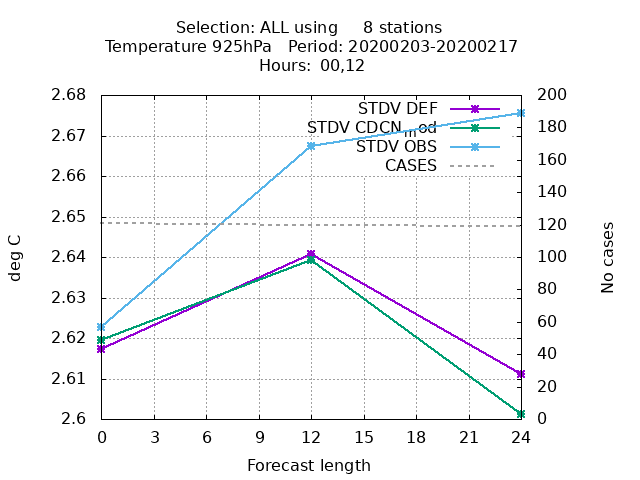 Selection: ALL using     8 stations
Temperature 925hPa   Period: 20200203-20200217
Hours: 00,12
2.68
2.67
2.66
2.65
2.64
2.63
2.62
2.61
2.6
200
180
160
140
120
100
80
60
40
20
0
STDV DEF
STDV CDCN_mod
STDV OBS
CASES
deg C
No cases
0 3 6 9 12 15 18 21 24
Forecast length